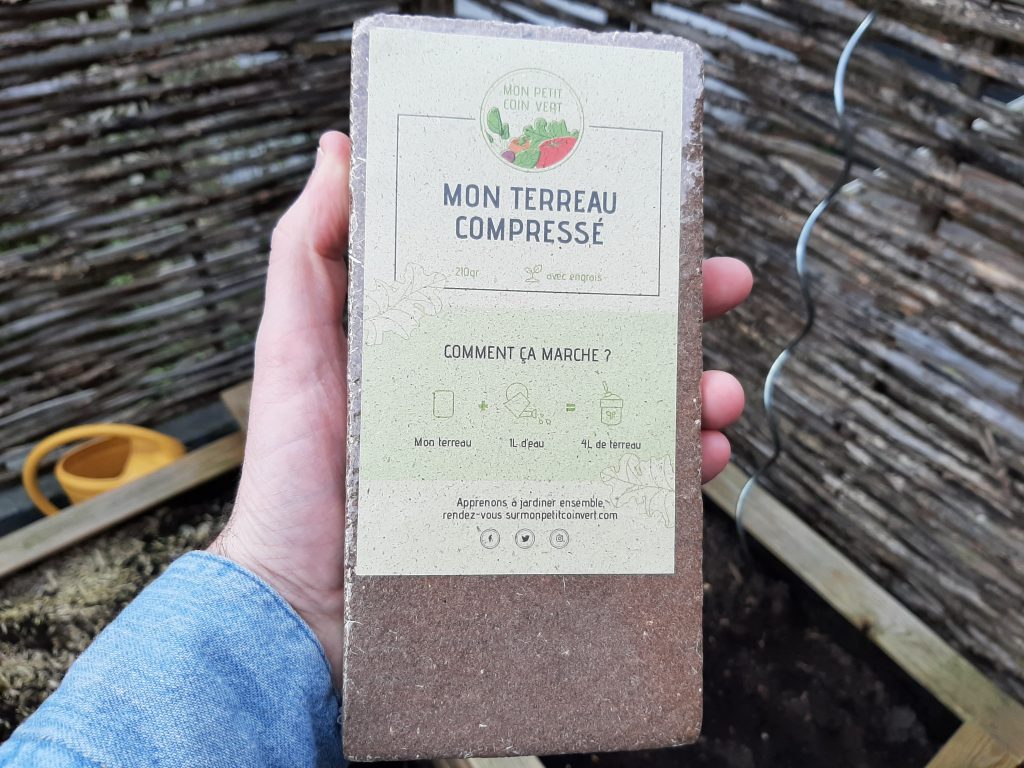 MON PETIT
COIN VERT
MON TERREAU
COMPRESSÉ
210gr avec engrais
COMMENT ÇA MARCHE ?
+ =
Mon terreau 1L d'eau 4L de terreau
Apprenons à jardiner ensemble,
rendez-vous surmonpetitcoinvert.com